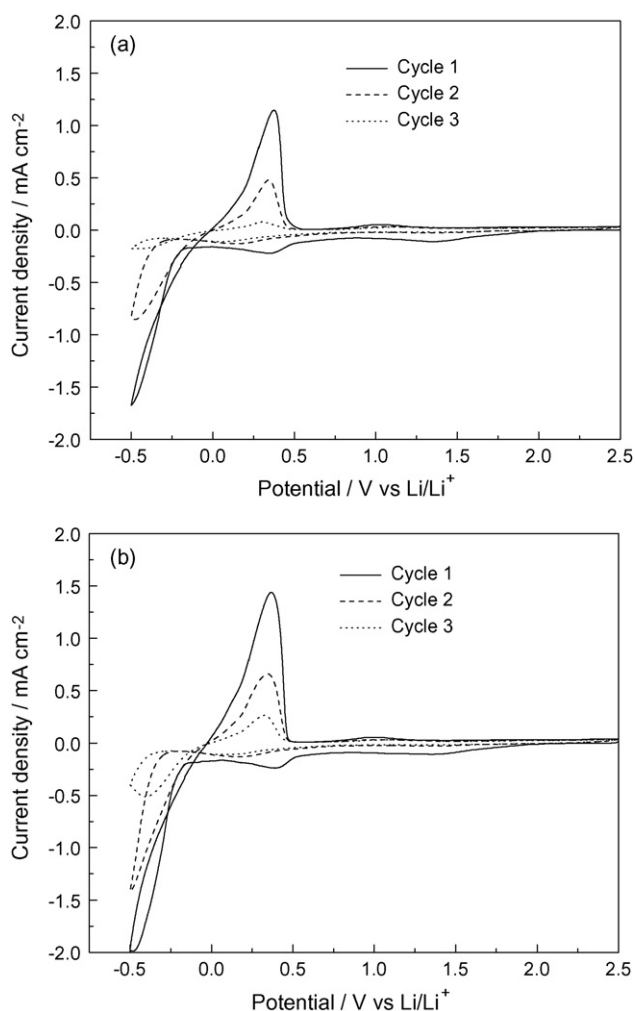 (a)
Cycle 1
Cycle 2
Cycle 3
2.0
1.5
1.0
0.5
0.0
-0.5
-1.0
-1.5
-2.0
Current density / mA cm-2
-0.5 0.0 0.5 1.0 1.5 2.0 2.5
Potential / V vs Li/Li+
(b)
Cycle 1
Cycle 2
Cycle 3
2.0
1.5
1.0
0.5
0.0
-0.5
-1.0
-1.5
-2.0
Current density / mA cm-2
-0.5 0.0 0.5 1.0 1.5 2.0 2.5
Potential / V vs Li/Li+